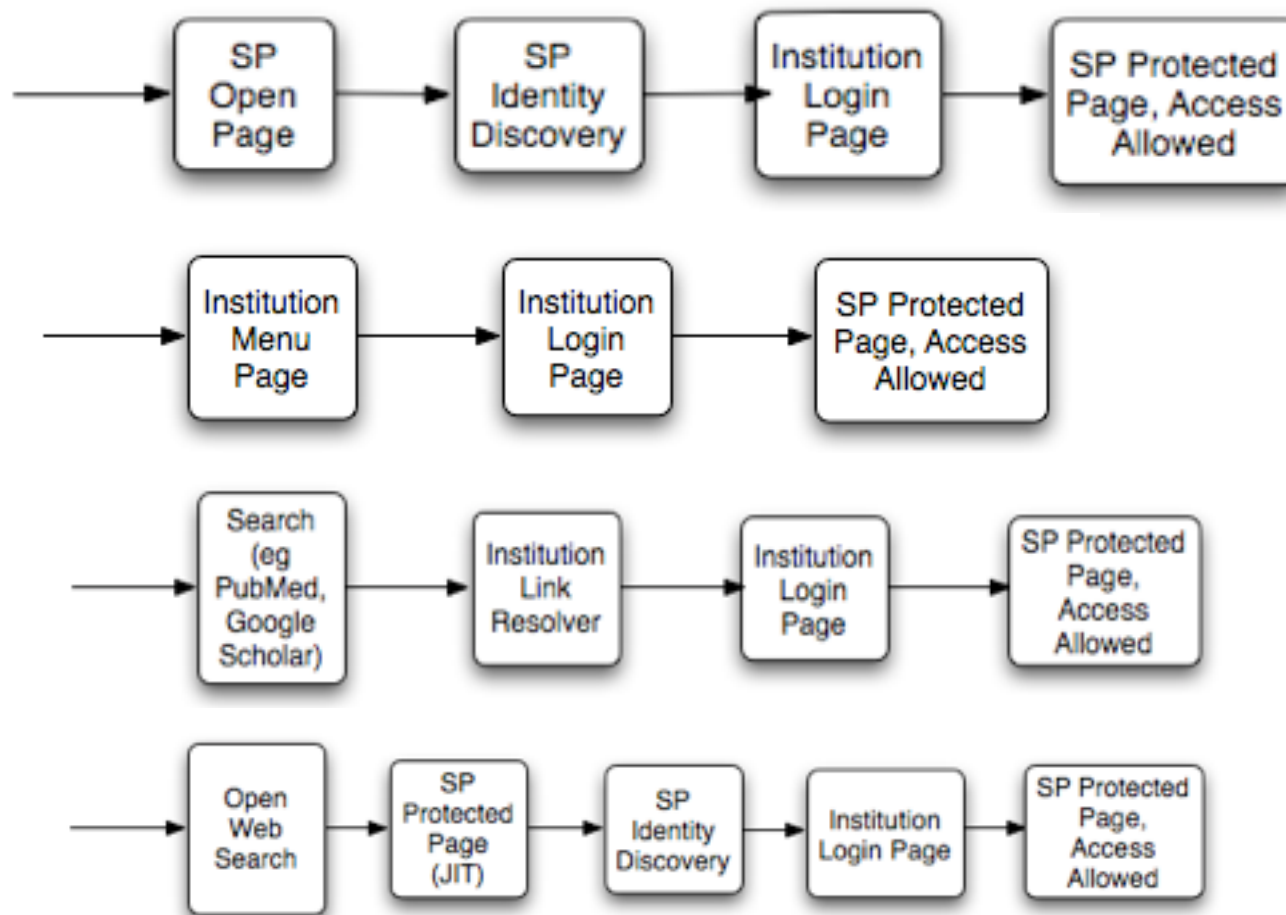 SP
Open
Page
SP
Identity
Discovery
Institution
Login
Page
SP Protected
Page, Access
Allowed
Institution
Menu
Page
Institution
Login
Page
SP Protected
Page, Access
Allowed
Search
(eg
PubMed,
Google
Scholar)
Institution
Link
Resolver
Institution
Login
Page
SP Protected
Page,
Access
Allowed
Open
Web
Search
SP
Protected
Page
(JIT)
SP
Identity
Discovery
Institution
Login Page
SP Protected
Page,
Access
Allowed